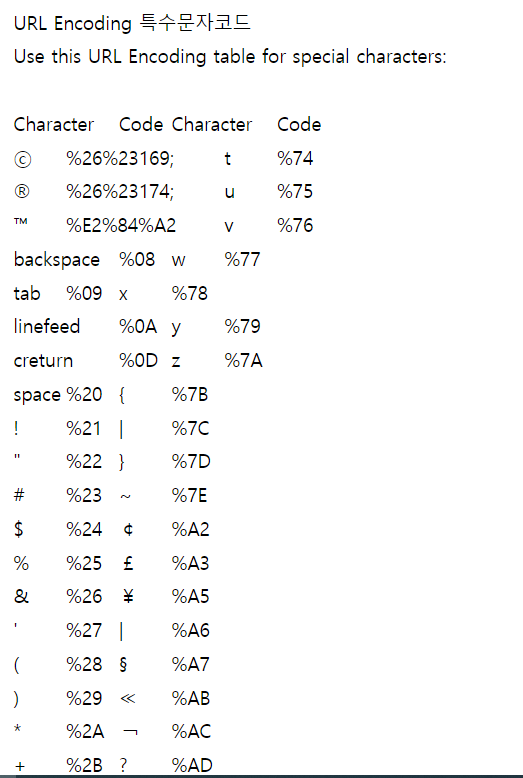 URL Encoding 특수문자코드
Use this URL Encoding table for special characters:
Character Code Character Code
ⓒ %26%23169; t %74
® %26%23174; u %75
™ %E2%84%A2 v %76
backspace %08 w %77
tab %09 x %78
linefeed %0A y %79
creturn %0D z %7A
space %20 { %7B
! %21 | %7C
" %22 } %7D
# %23 ~ %7E
$ %24 ¢ %A2
% %25 £ %A3
& %26 ¥ %A5
' %27 | %A6
( %28 § %A7
) %29 ≪ %AB
* %2A ¬ %AC
+ %2B ? %AD